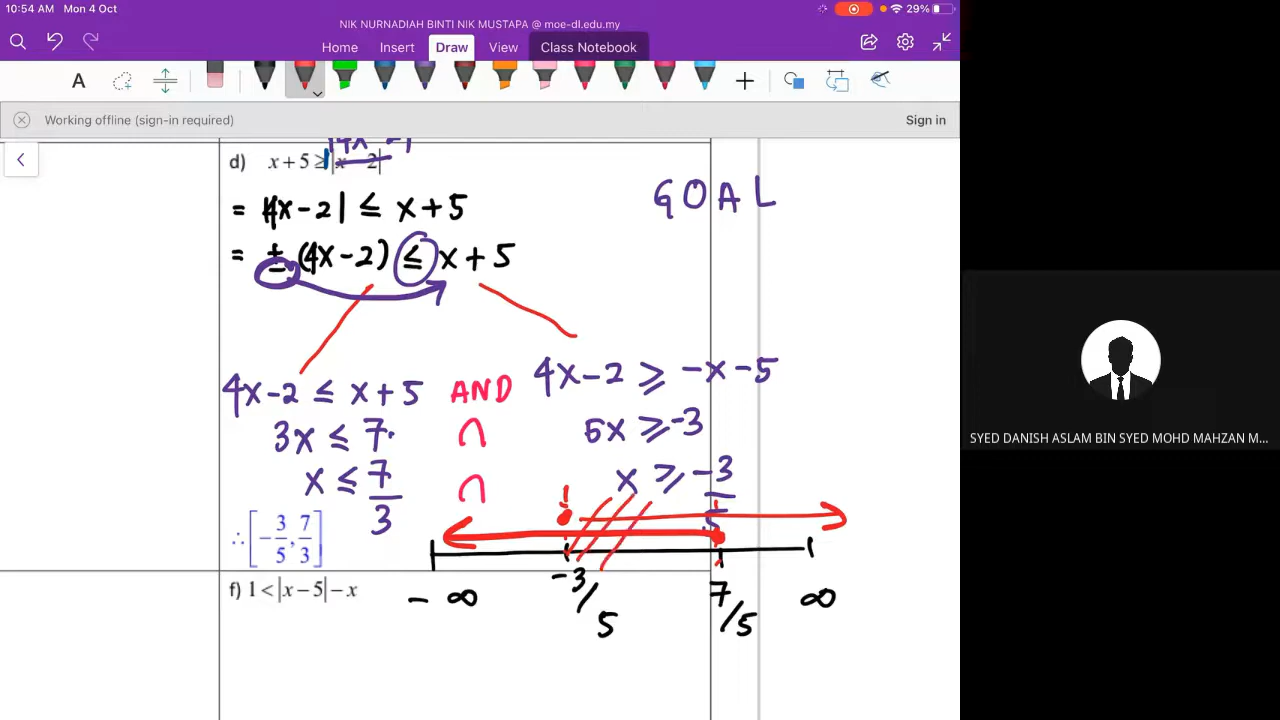 10:54 AM Mon 4 Oct
29%
NIK NURNADIAH BINTI NIK MUSTAPA @ moe-dl.edu.my
Home Insert Draw View Class Notebook
A
Working offline (sign-in required) Sign in
d) x + 5 ≥ |x - 2|
GOAL
= |4x - 2| ≤ x + 5
= ± (4x - 2) ≤ x + 5
4x - 2 ≤ x + 5 AND 4x - 2 ≥ -x - 5
3x ≤ 7 ∩ 5x ≥ -3
x ≤ 7/3 ∩ x ≥ -3/5
∴ [-3/5, 7/3]
-∞ -3/5 7/5 ∞
f) 1 < |x - 5| - x
SYED DANISH ASLAM BIN SYED MOHD MAHZAN M...